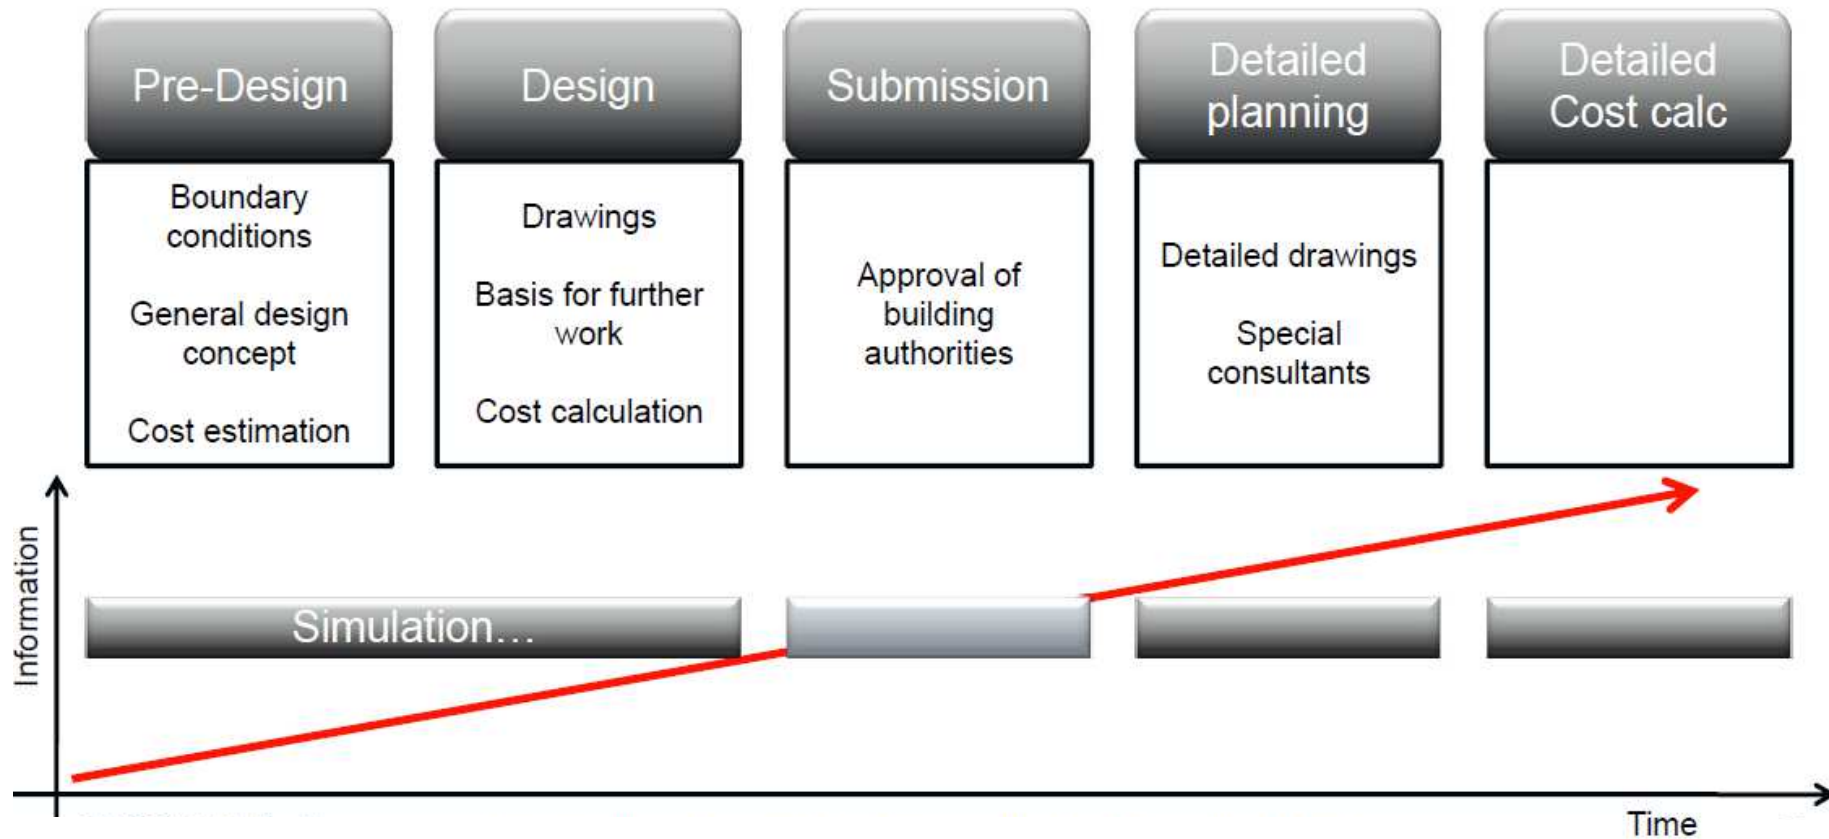 Pre-Design
Design
Submission
Detailed
planning
Detailed
Cost calc
Boundary
conditions
General design
concept
Cost estimation
Drawings
Basis for further
work
Cost calculation
Approval of
building
authorities
Detailed drawings
Special
consultants
Information
Simulation...
Time